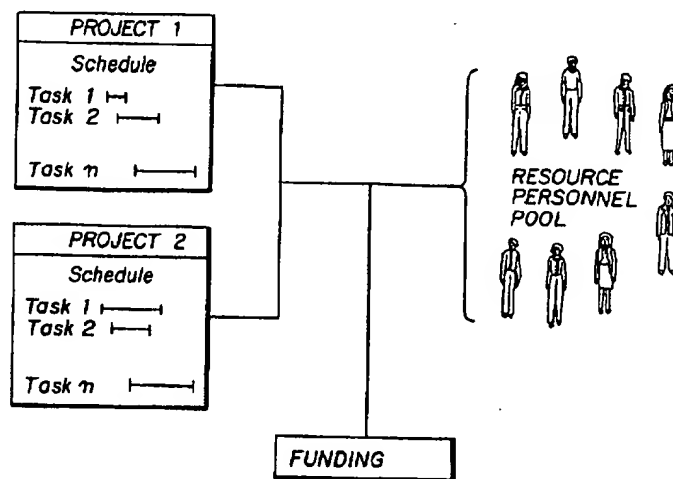 PROJECT 1
Schedule
Task 1
Task 2
Task n
PROJECT 2
Schedule
Task 1
Task 2
Task n
RESOURCE
PERSONNEL
POOL
FUNDING